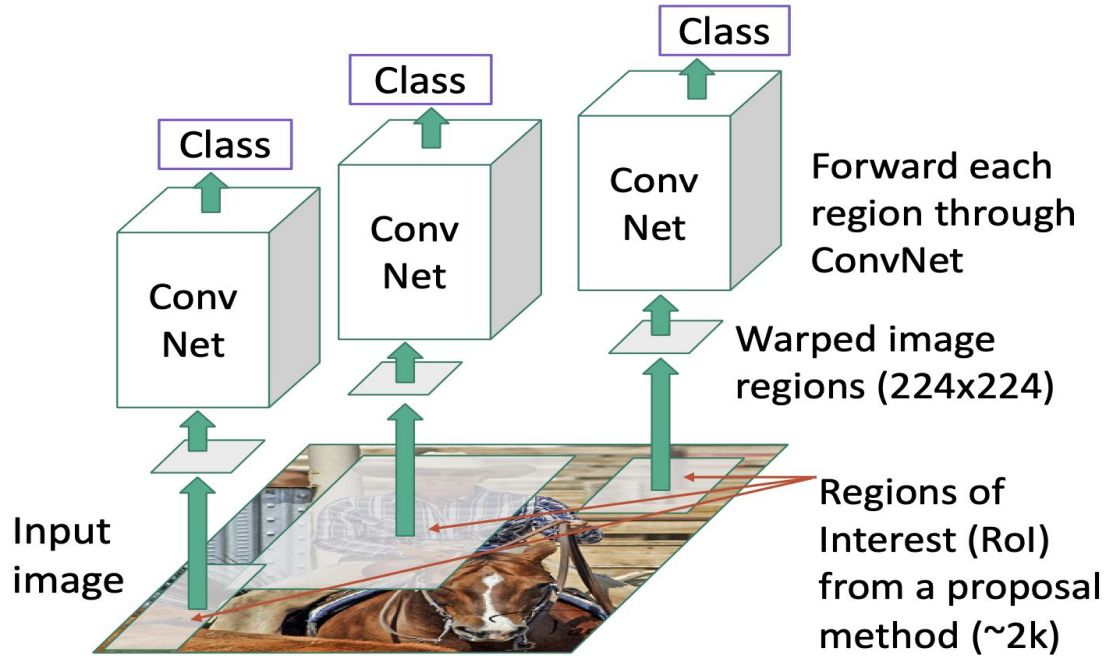 Class
Class
Class
Conv
Net
Conv
Net
Conv
Net
Forward each
region through
ConvNet
Warped image
regions (224x224)
Input
image
Regions of
Interest (RoI)
from a proposal
method (~2k)